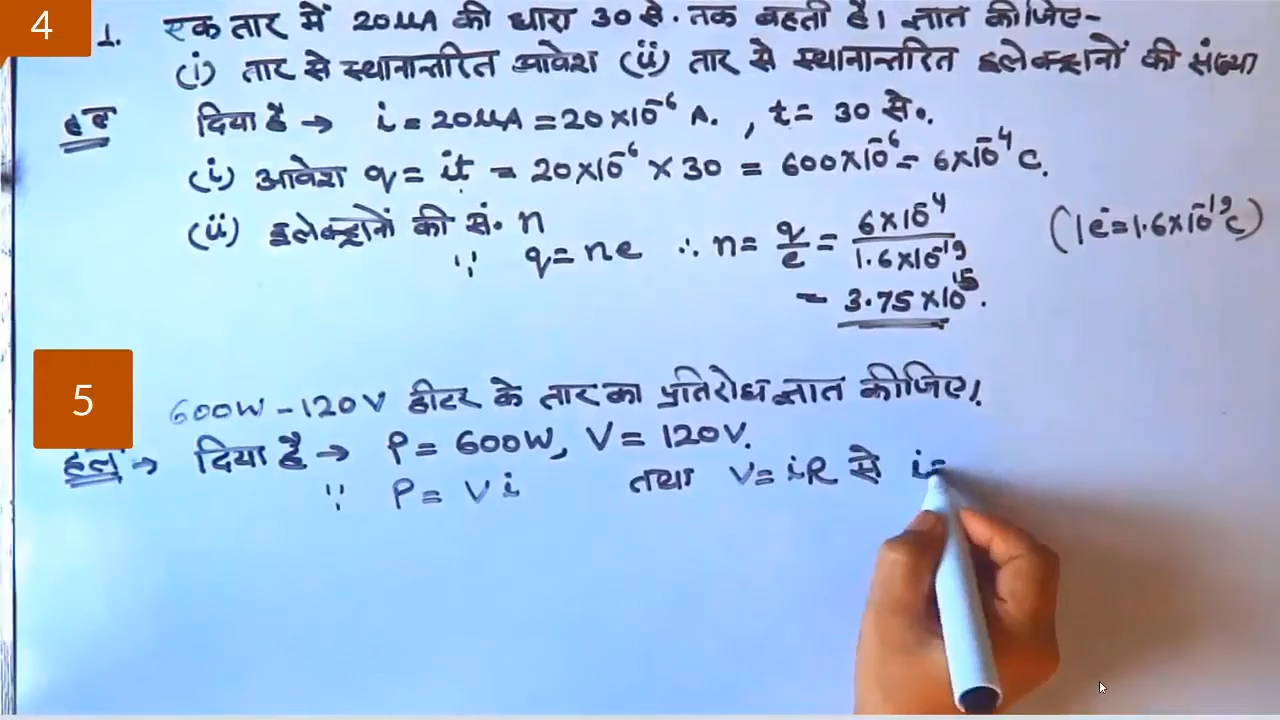 4
1. एक तार में 20μA की धारा 30 से. तक बहती है। ज्ञात कीजिए-
(i) तार से स्थानान्तरित आवेश (ii) तार से स्थानान्तरित इलेक्ट्रानों की संख्या
हल दिया है → i = 20μA = 20×10⁻⁶ A. , t = 30 से.
(i) आवेश q = it = 20×10⁻⁶ × 30 = 600×10⁻⁶ = 6×10⁻⁴ C.
(ii) इलेक्ट्रानों की सं. n
∵ q = ne ∴ n = q/e = 6×10⁻⁴/1.6×10⁻¹⁹ (1e⁻=1.6×10⁻¹⁹C)
= 3.75×10¹⁵.
5
600W-120V हीटर के तार का प्रतिरोध ज्ञात कीजिए।
हल → दिया है → P = 600W, V = 120V.
∵ P = Vi तथा V = iR से i=